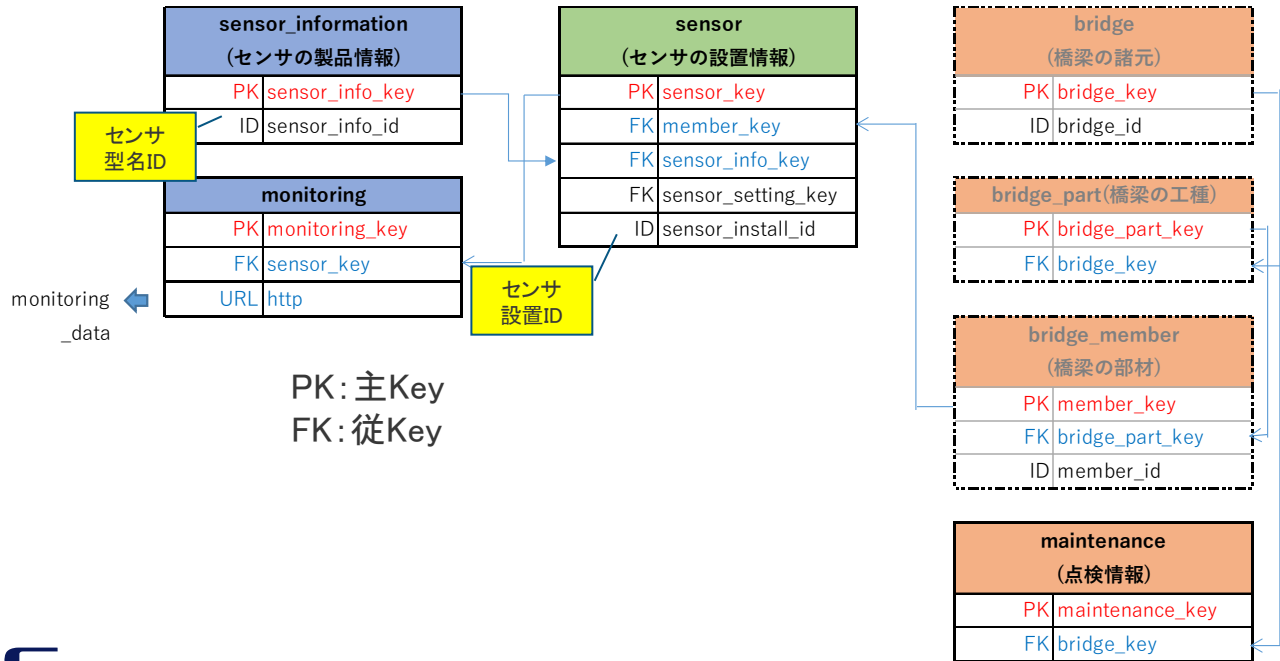 sensor_information
(センサの製品情報)
PK sensor_info_key
ID sensor_info_id
センサ
型名ID
monitoring
PK monitoring_key
FK sensor_key
URL http
monitoring
_data
sensor
(センサの設置情報)
PK sensor_key
FK member_key
FK sensor_info_key
FK sensor_setting_key
ID sensor_install_id
センサ
設置ID
PK:主Key
FK:従Key
bridge
(橋梁の諸元)
PK bridge_key
ID bridge_id
bridge_part(橋梁の工種)
PK bridge_part_key
FK bridge_key
bridge_member
(橋梁の部材)
PK member_key
FK bridge_part_key
ID member_id
maintenance
(点検情報)
PK maintenance_key
FK bridge_key